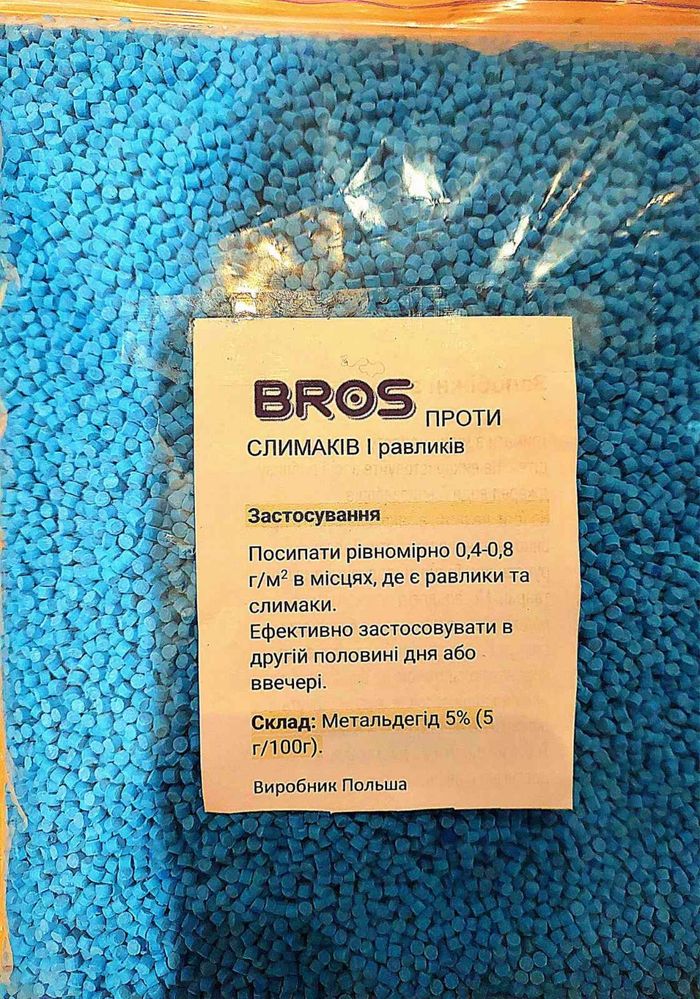 BROS ПРОТИ
СЛИМАКІВ І равликів
Застосування
Посипати рівномірно 0,4-0,8
г/м² в місцях, де є равлики та
слимаки.
Ефективно застосовувати в
другій половині дня або
ввечері.
Склад: Метальдегід 5% (5
г/100г).
Виробник Польша